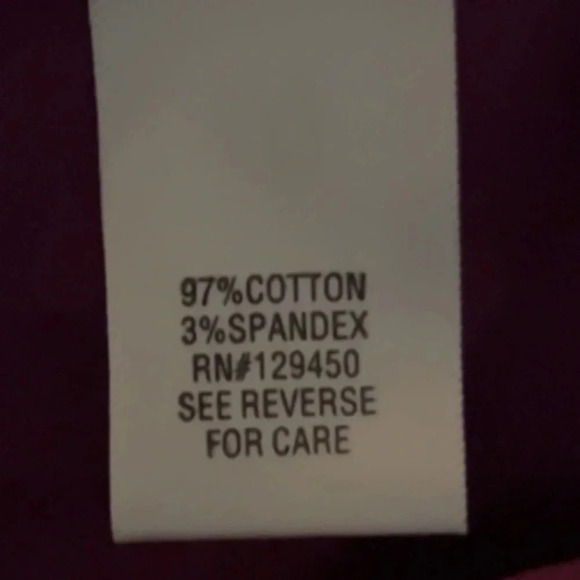 97%COTTON
3%SPANDEX
RN#129450
SEE REVERSE
FOR CARE